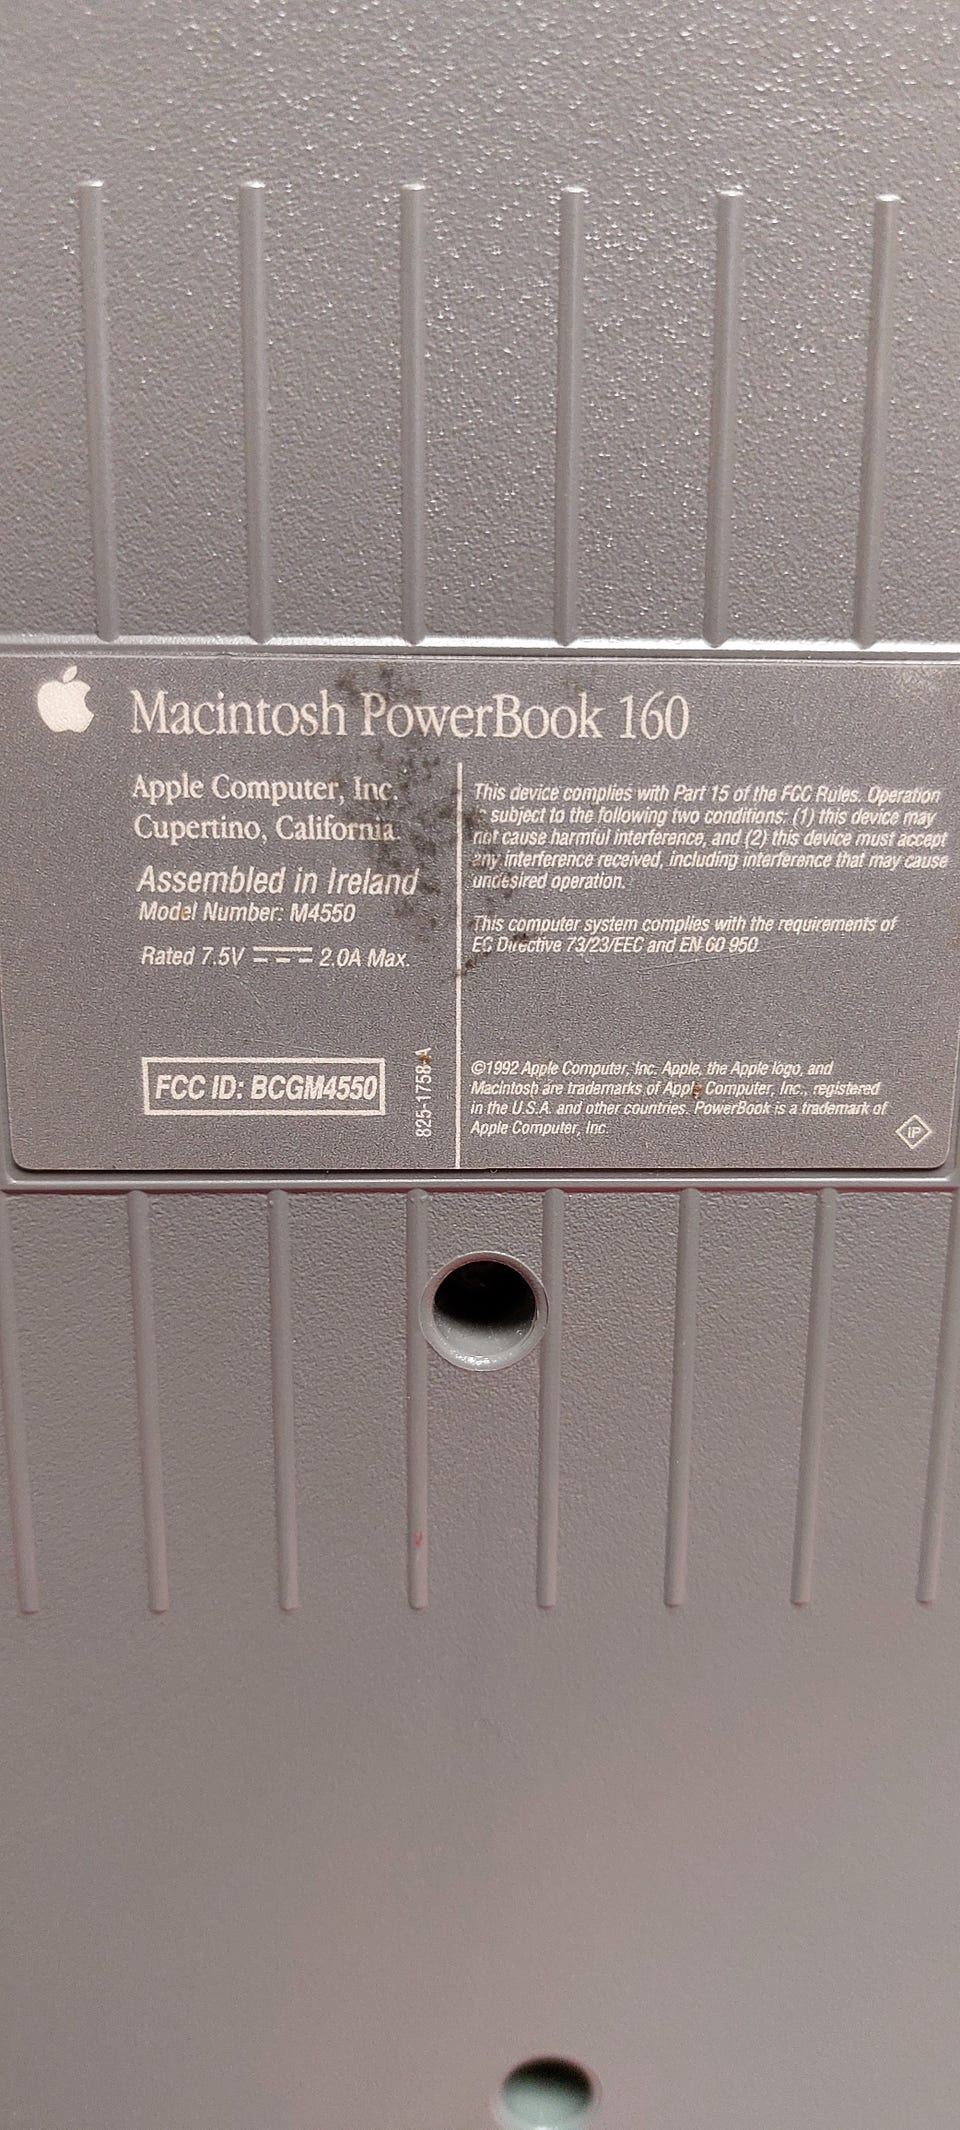 Macintosh PowerBook 160
Apple Computer, Inc.
Cupertino, California
Assembled in Ireland
Model Number: M4550
Rated 7.5V 2.0A Max.
FCC ID: BCGM4550
825-1758-A
This device complies with Part 15 of the FCC Rules. Operation
is subject to the following two conditions: (1) this device may
not cause harmful interference, and (2) this device must accept
any interference received, including interference that may cause
undesired operation.
This computer system complies with the requirements of
EC Directive 73/23/EEC and EN 60 950.
©1992 Apple Computer, Inc. Apple, the Apple logo, and
Macintosh are trademarks of Apple Computer, Inc., registered
in the U.S.A. and other countries. PowerBook is a trademark of
Apple Computer, Inc.
IP